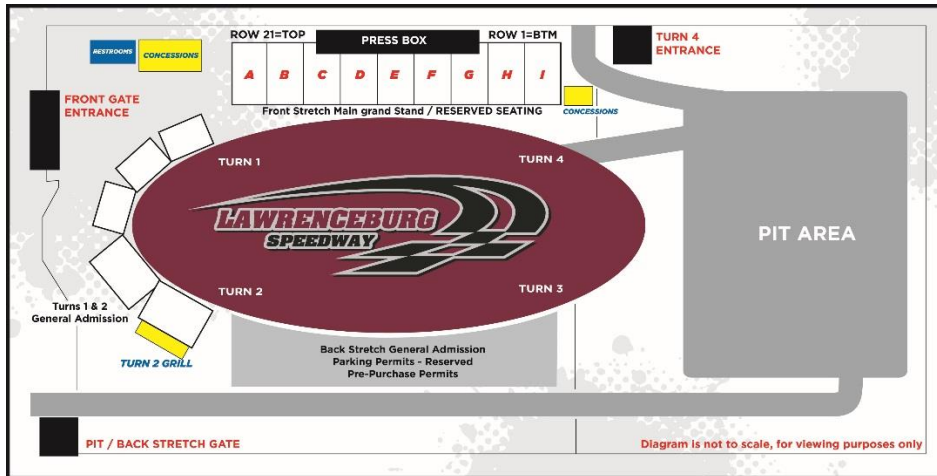 ROW 21=TOP
PRESS BOX
ROW 1=BTM
TURN 4
ENTRANCE
RESTROOMS
CONCESSIONS
A B C D E F G H I
FRONT GATE
ENTRANCE
Front Stretch Main grand Stand / RESERVED SEATING
CONCESSIONS
TURN 1
TURN 4
LAWRENCEBURG
SPEEDWAY
PIT AREA
TURN 2
TURN 3
Turns 1 & 2
General Admission
TURN 2 GRILL
Back Stretch General Admission
Parking Permits - Reserved
Pre-Purchase Permits
PIT / BACK STRETCH GATE
Diagram is not to scale, for viewing purposes only